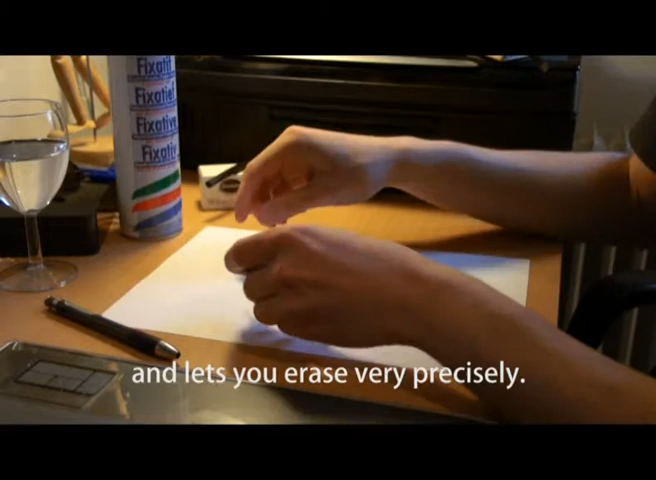 Fixatif
Fixatief
Fixative
Fixativ
and lets you erase very precisely.